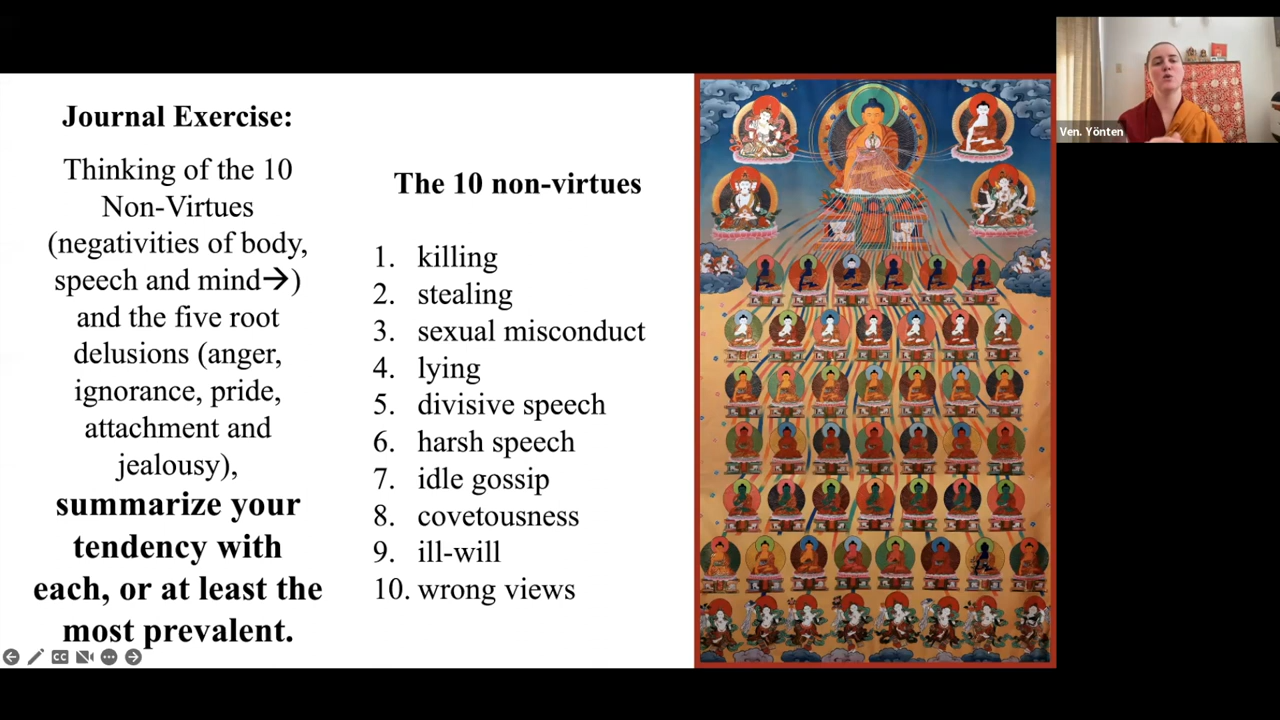 Journal Exercise:
Thinking of the 10
Non-Virtues
(negativities of body,
speech and mind→)
and the five root
delusions (anger,
ignorance, pride,
attachment and
jealousy),
summarize your
tendency with
each, or at least the
most prevalent.
The 10 non-virtues
1. killing
2. stealing
3. sexual misconduct
4. lying
5. divisive speech
6. harsh speech
7. idle gossip
8. covetousness
9. ill-will
10. wrong views
CC
Ven. Yönten